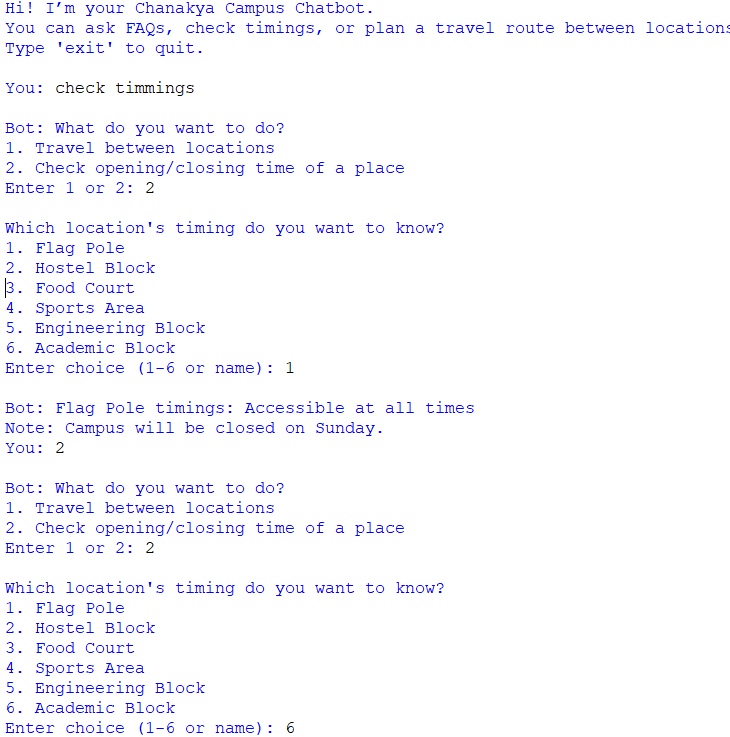 Hi! I’m your Chanakya Campus Chatbot.
You can ask FAQs, check timings, or plan a travel route between locations
Type 'exit' to quit.
You: check timmings
Bot: What do you want to do?
1. Travel between locations
2. Check opening/closing time of a place
Enter 1 or 2: 2
Which location's timing do you want to know?
1. Flag Pole
2. Hostel Block
3. Food Court
4. Sports Area
5. Engineering Block
6. Academic Block
Enter choice (1-6 or name): 1
Bot: Flag Pole timings: Accessible at all times
Note: Campus will be closed on Sunday.
You: 2
Bot: What do you want to do?
1. Travel between locations
2. Check opening/closing time of a place
Enter 1 or 2: 2
Which location's timing do you want to know?
1. Flag Pole
2. Hostel Block
3. Food Court
4. Sports Area
5. Engineering Block
6. Academic Block
Enter choice (1-6 or name): 6